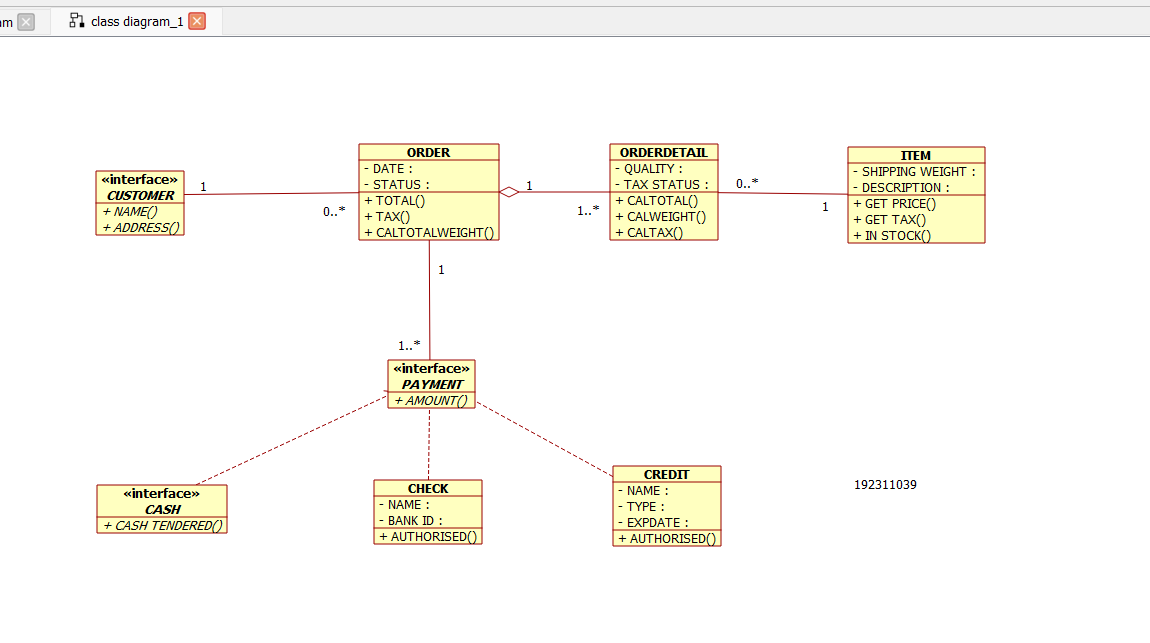 am
class diagram_1
«interface»
CUSTOMER
+ NAME()
+ ADDRESS()
1
0..*
ORDER
- DATE :
- STATUS :
+ TOTAL()
+ TAX()
+ CALTOTALWEIGHT()
1
1..*
ORDERDETAIL
- QUALITY :
- TAX STATUS :
+ CALTOTAL()
+ CALWEIGHT()
+ CALTAX()
0..*
1
ITEM
- SHIPPING WEIGHT :
- DESCRIPTION :
+ GET PRICE()
+ GET TAX()
+ IN STOCK()
1
1..*
«interface»
PAYMENT
+ AMOUNT()
«interface»
CASH
+ CASH TENDERED()
CHECK
- NAME :
- BANK ID :
+ AUTHORISED()
CREDIT
- NAME :
- TYPE :
- EXPDATE :
+ AUTHORISED()
192311039